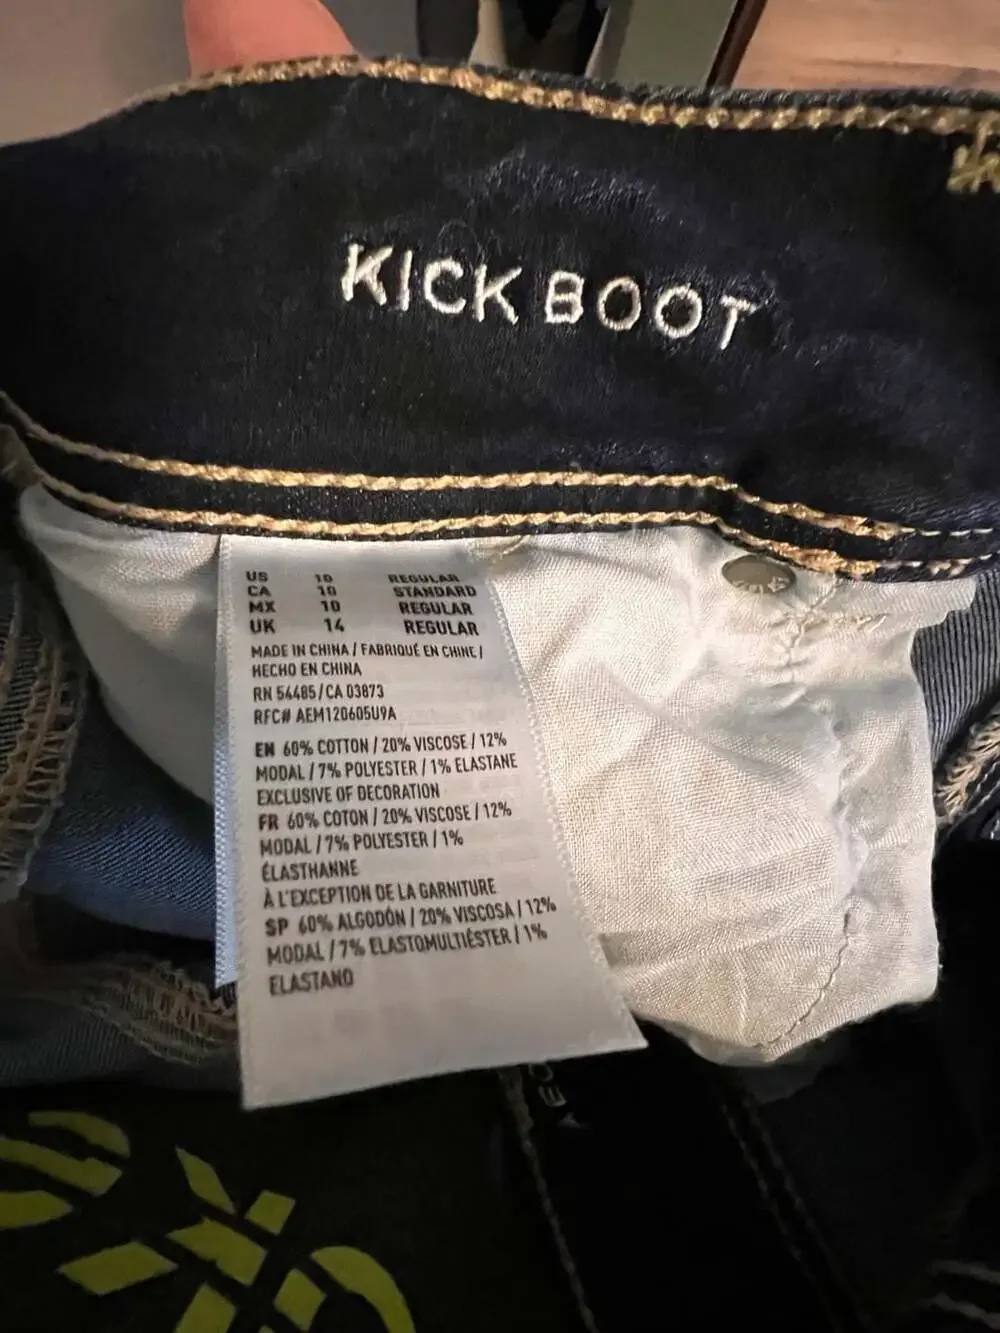 KICK BOOT
US 10 REGULAR
CA 10 STANDARD
MX 10 REGULAR
UK 14 REGULAR
MADE IN CHINA / FABRIQUÉ EN CHINE /
HECHO EN CHINA
RN 54485/CA 03873
RFC# AEM120605U9A
EN 60% COTTON / 20% VISCOSE / 12%
MODAL / 7% POLYESTER / 1% ELASTANE
EXCLUSIVE OF DECORATION
FR 60% COTON / 20% VISCOSE / 12%
MODAL / 7% POLYESTER / 1%
ÉLASTHANNE
À L'EXCEPTION DE LA GARNITURE
SP 60% ALGODÓN / 20% VISCOSA / 12%
MODAL / 7% ELASTOMULTIÉSTER / 1%
ELASTANO